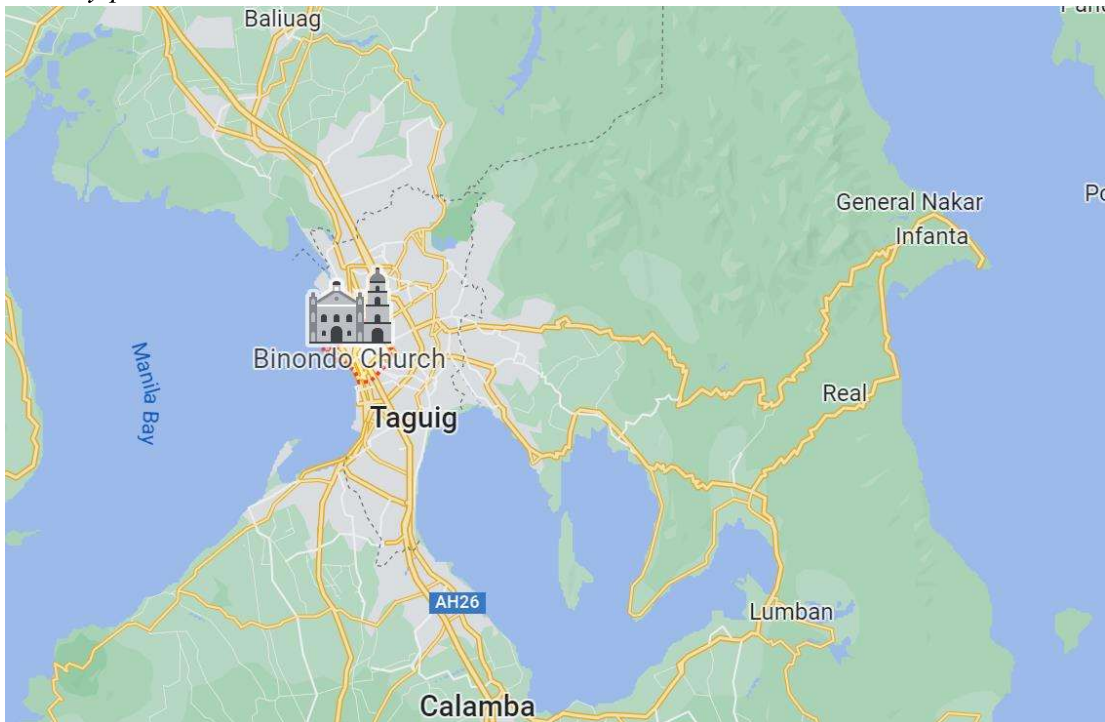 Baliuag
General Nakar
Infanta
Binondo Church
Manila Bay
Real
Taguig
AH26
Lumban
Calamba